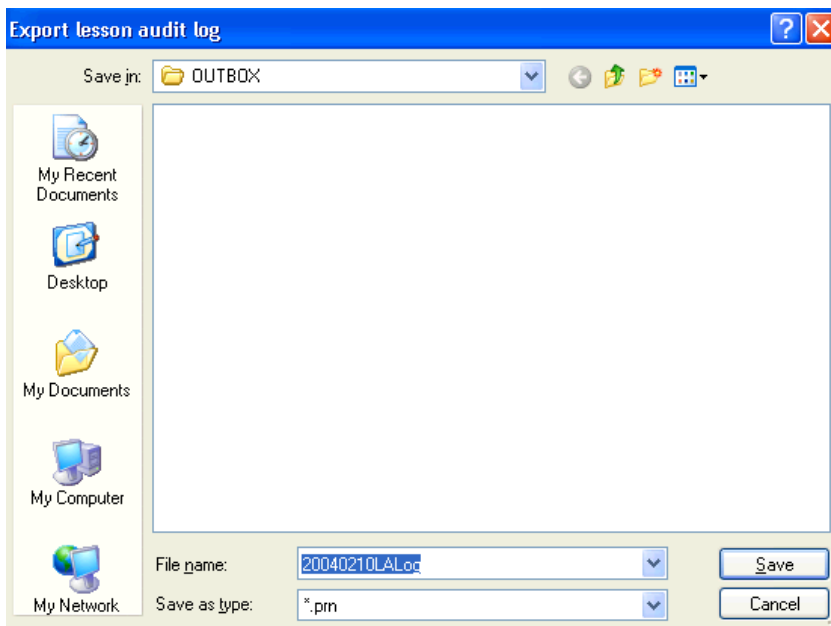 Export lesson audit log
Save in: OUTBOX
My Recent
Documents
Desktop
My Documents
My Computer
My Network
File name: 20040210LALog Save
Save as type: *.prn Cancel